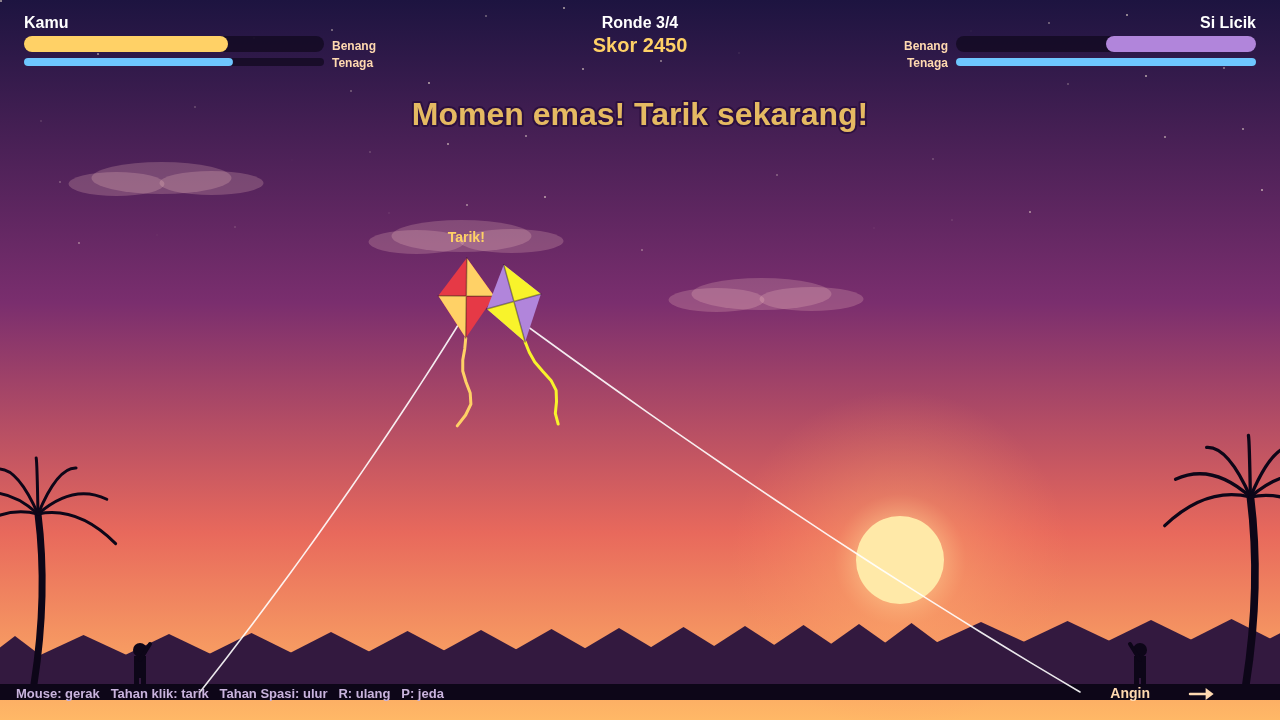 Kamu
Benang
Tenaga
Ronde 3/4
Skor 2450
Si Licik
Benang
Tenaga
Momen emas! Tarik sekarang!
Tarik!
Mouse: gerak Tahan klik: tarik Tahan Spasi: ulur R: ulang P: jeda
Angin